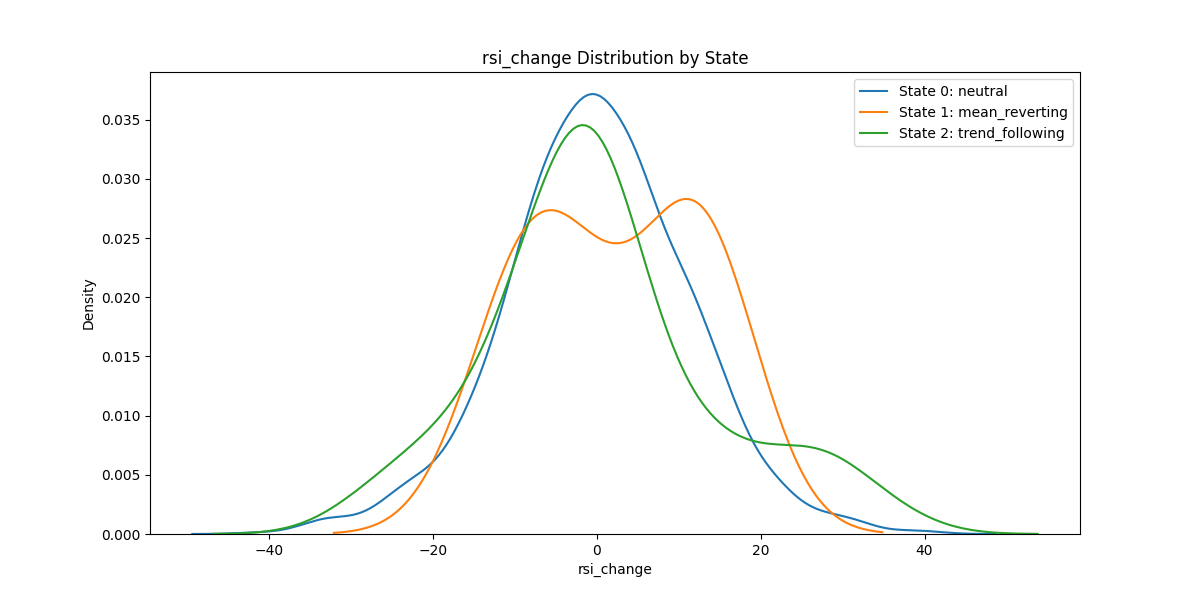 rsi_change Distribution by State
State 0: neutral
State 1: mean_reverting
State 2: trend_following
Density
0.035
0.030
0.025
0.020
0.015
0.010
0.005
0.000
−40
−20
0
20
40
rsi_change